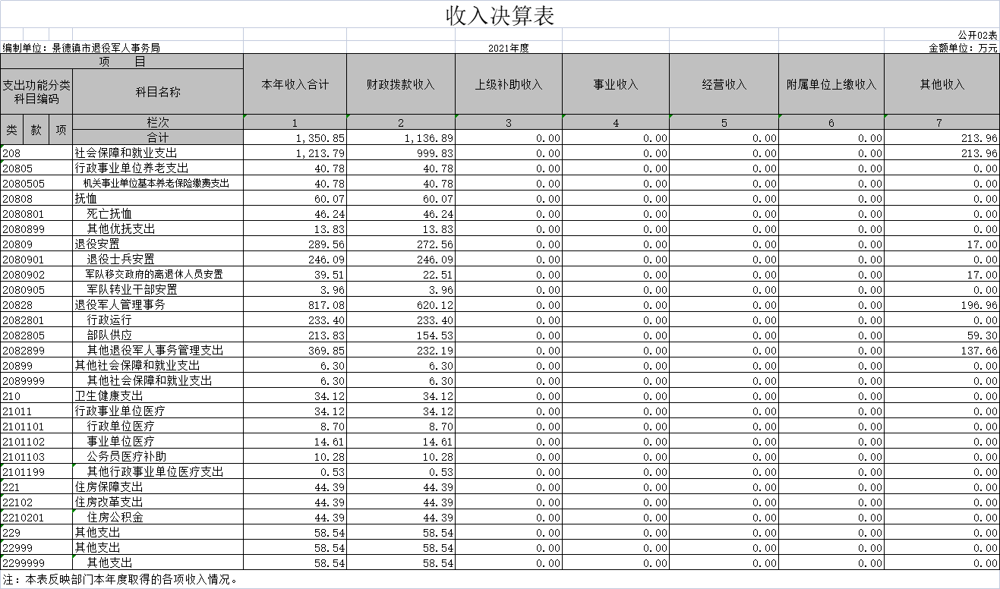 收入决算表
公开02表
编制单位：景德镇市退役军人事务局 2021年度 金额单位：万元
项 目 本年收入合计 财政拨款收入 上级补助收入 事业收入 经营收入 附属单位上缴收入 其他收入
支出功能分类科目编码 科目名称
类 款 项 栏次 1 2 3 4 5 6 7
合计 1,350.85 1,136.89 0.00 0.00 0.00 0.00 213.96
208 社会保障和就业支出 1,213.79 999.83 0.00 0.00 0.00 0.00 213.96
20805 行政事业单位养老支出 40.78 40.78 0.00 0.00 0.00 0.00 0.00
2080505 机关事业单位基本养老保险缴费支出 40.78 40.78 0.00 0.00 0.00 0.00 0.00
20808 抚恤 60.07 60.07 0.00 0.00 0.00 0.00 0.00
2080801 死亡抚恤 46.24 46.24 0.00 0.00 0.00 0.00 0.00
2080899 其他优抚支出 13.83 13.83 0.00 0.00 0.00 0.00 0.00
20809 退役安置 289.56 272.56 0.00 0.00 0.00 0.00 17.00
2080901 退役士兵安置 246.09 246.09 0.00 0.00 0.00 0.00 0.00
2080902 军队移交政府的离退休人员安置 39.51 22.51 0.00 0.00 0.00 0.00 17.00
2080905 军队转业干部安置 3.96 3.96 0.00 0.00 0.00 0.00 0.00
20828 退役军人管理事务 817.08 620.12 0.00 0.00 0.00 0.00 196.96
2082801 行政运行 233.40 233.40 0.00 0.00 0.00 0.00 0.00
2082805 部队供应 213.83 154.53 0.00 0.00 0.00 0.00 59.30
2082899 其他退役军人事务管理支出 369.85 232.19 0.00 0.00 0.00 0.00 137.66
20899 其他社会保障和就业支出 6.30 6.30 0.00 0.00 0.00 0.00 0.00
2089999 其他社会保障和就业支出 6.30 6.30 0.00 0.00 0.00 0.00 0.00
210 卫生健康支出 34.12 34.12 0.00 0.00 0.00 0.00 0.00
21011 行政事业单位医疗 34.12 34.12 0.00 0.00 0.00 0.00 0.00
2101101 行政单位医疗 8.70 8.70 0.00 0.00 0.00 0.00 0.00
2101102 事业单位医疗 14.61 14.61 0.00 0.00 0.00 0.00 0.00
2101103 公务员医疗补助 10.28 10.28 0.00 0.00 0.00 0.00 0.00
2101199 其他行政事业单位医疗支出 0.53 0.53 0.00 0.00 0.00 0.00 0.00
221 住房保障支出 44.39 44.39 0.00 0.00 0.00 0.00 0.00
22102 住房改革支出 44.39 44.39 0.00 0.00 0.00 0.00 0.00
2210201 住房公积金 44.39 44.39 0.00 0.00 0.00 0.00 0.00
229 其他支出 58.54 58.54 0.00 0.00 0.00 0.00 0.00
22999 其他支出 58.54 58.54 0.00 0.00 0.00 0.00 0.00
2299999 其他支出 58.54 58.54 0.00 0.00 0.00 0.00 0.00
注：本表反映部门本年度取得的各项收入情况。